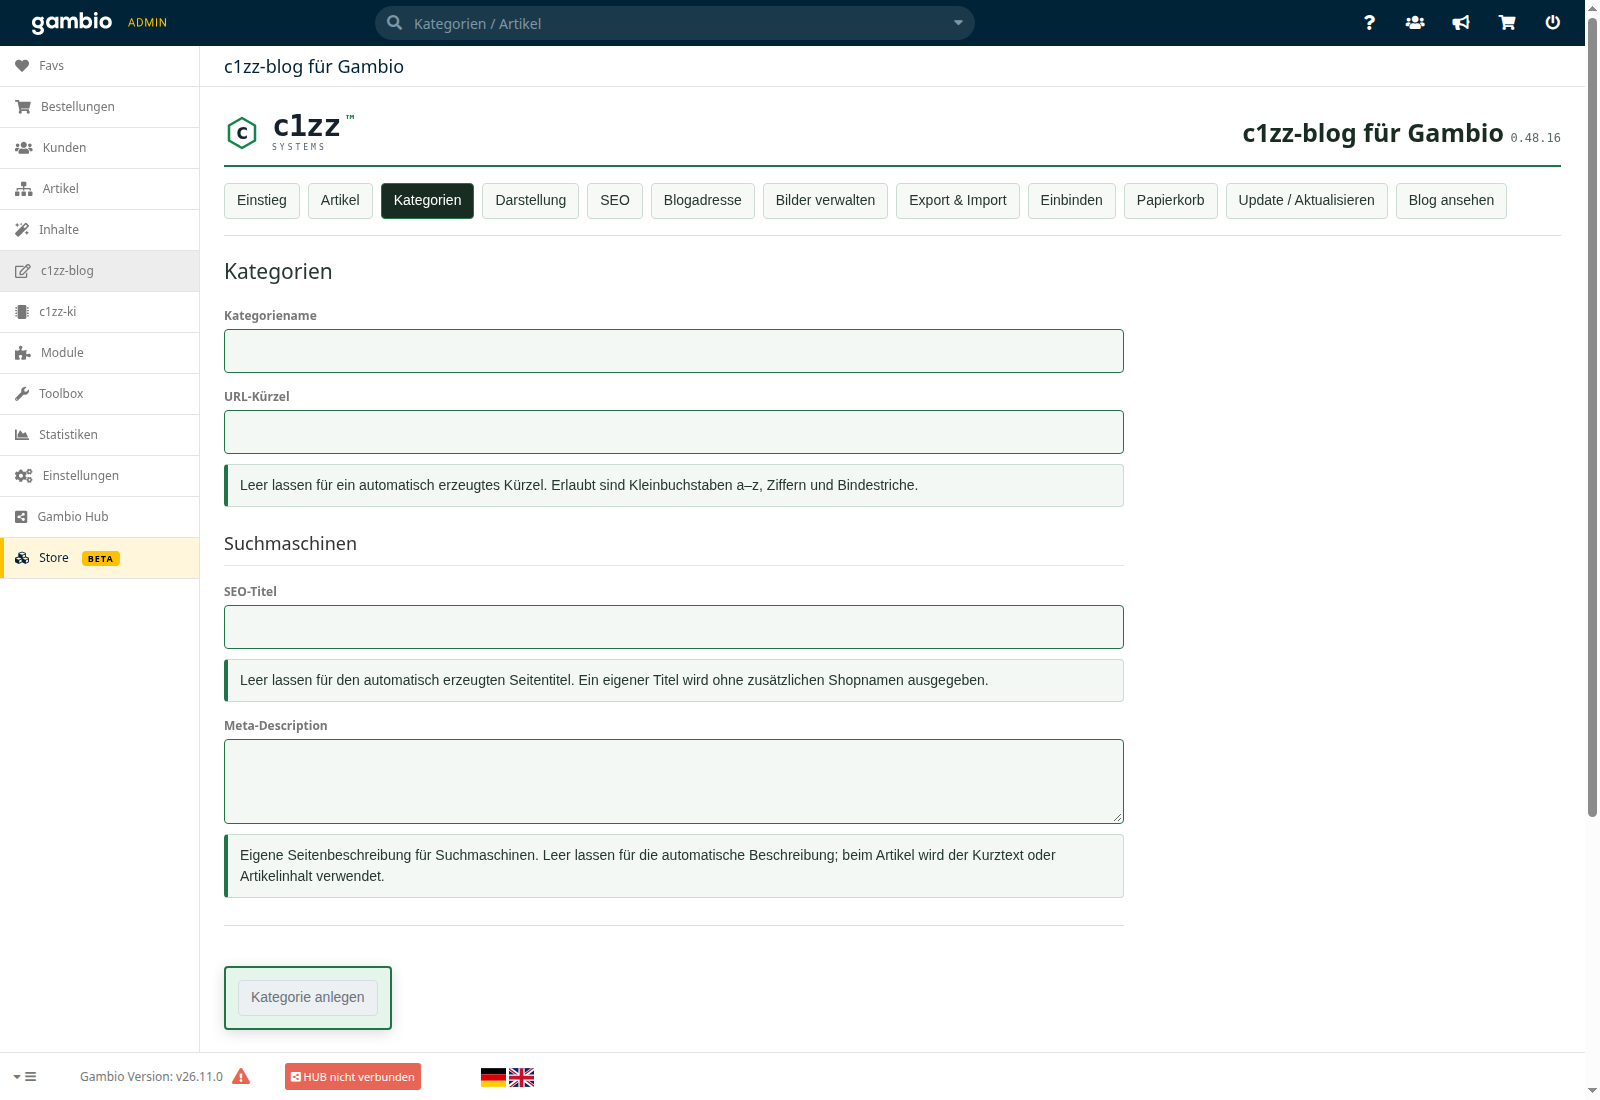 gambio ADMIN
Kategorien / Artikel
Favs
Bestellungen
Kunden
Artikel
Inhalte
c1zz-blog
c1zz-ki
Module
Toolbox
Statistiken
Einstellungen
Gambio Hub
Store BETA
c1zz-blog für Gambio
C c1zz™
SYSTEMS
c1zz-blog für Gambio 0.48.16
Einstieg Artikel Kategorien Darstellung SEO Blogadresse Bilder verwalten Export & Import Einbinden Papierkorb Update / Aktualisieren Blog ansehen
Kategorien
Kategoriename
URL-Kürzel
Leer lassen für ein automatisch erzeugtes Kürzel. Erlaubt sind Kleinbuchstaben a–z, Ziffern und Bindestriche.
Suchmaschinen
SEO-Titel
Leer lassen für den automatisch erzeugten Seitentitel. Ein eigener Titel wird ohne zusätzlichen Shopnamen ausgegeben.
Meta-Description
Eigene Seitenbeschreibung für Suchmaschinen. Leer lassen für die automatische Beschreibung; beim Artikel wird der Kurztext oder
Artikelinhalt verwendet.
Kategorie anlegen
Gambio Version: v26.11.0
HUB nicht verbunden